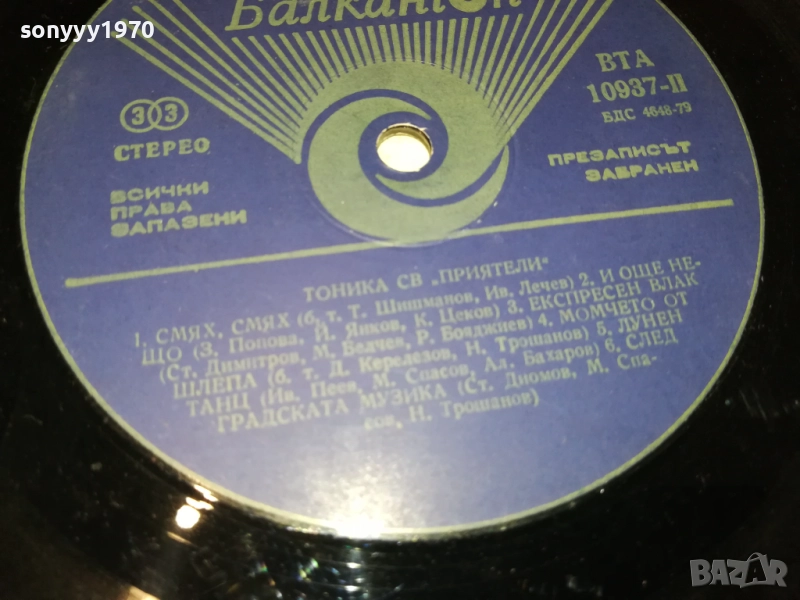 sonyyy1970
Балкантон
ВТА
10937-II
БДС 4648-79
33
СТЕРЕО
ПРЕЗАПИСЪТ
ЗАБРАНЕН
ВСИЧКИ
ПРАВА
ЗАПАЗЕНИ
ТОНИКА СВ „ПРИЯТЕЛИ“
1. СМЯХ, СМЯХ (б. т. Т. Шишманов, Ив. Лечев) 2. И ОЩЕ НЕ-
ЩО (З. Попова, Й. Янков, К. Цеков) 3. ЕКСПРЕСЕН ВЛАК
(Ст. Димитров, М. Белчев, Р. Бояджиев) 4. МОМЧЕТО ОТ
ШЛЕПА (б. т. Д. Керелезов, Н. Трошанов) 5. ЛУНЕН
ТАНЦ (Ив. Пеев, М. Спасов, Ал. Бахаров) 6. СЛЕД
ГРАДСКАТА МУЗИКА (Ст. Диомов, М. Спа-
сов, Н. Трошанов)
BAZAR